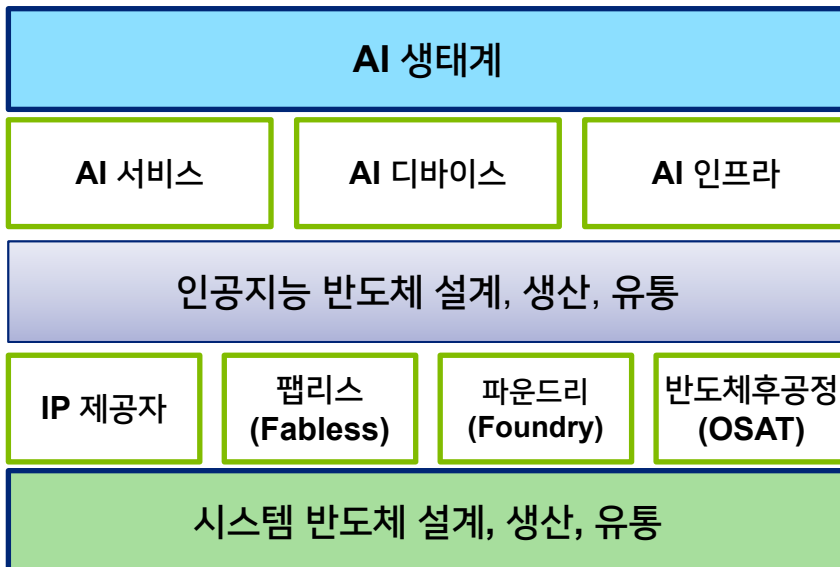 AI 생태계
AI 서비스
AI 디바이스
AI 인프라
인공지능 반도체 설계, 생산, 유통
IP 제공자
팹리스
(Fabless)
파운드리
(Foundry)
반도체후공정
(OSAT)
시스템 반도체 설계, 생산, 유통